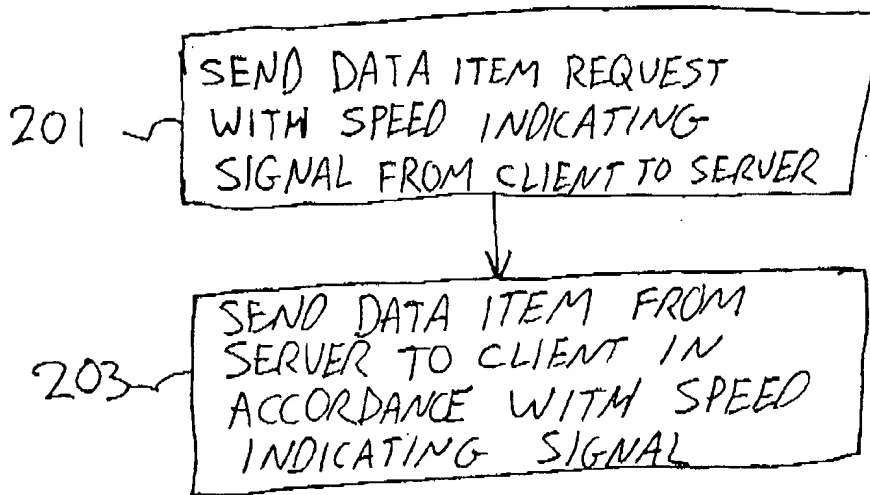 201
SEND DATA ITEM REQUEST
WITH SPEED INDICATING
SIGNAL FROM CLIENT TO SERVER
203
SEND DATA ITEM FROM
SERVER TO CLIENT IN
ACCORDANCE WITH SPEED
INDICATING SIGNAL